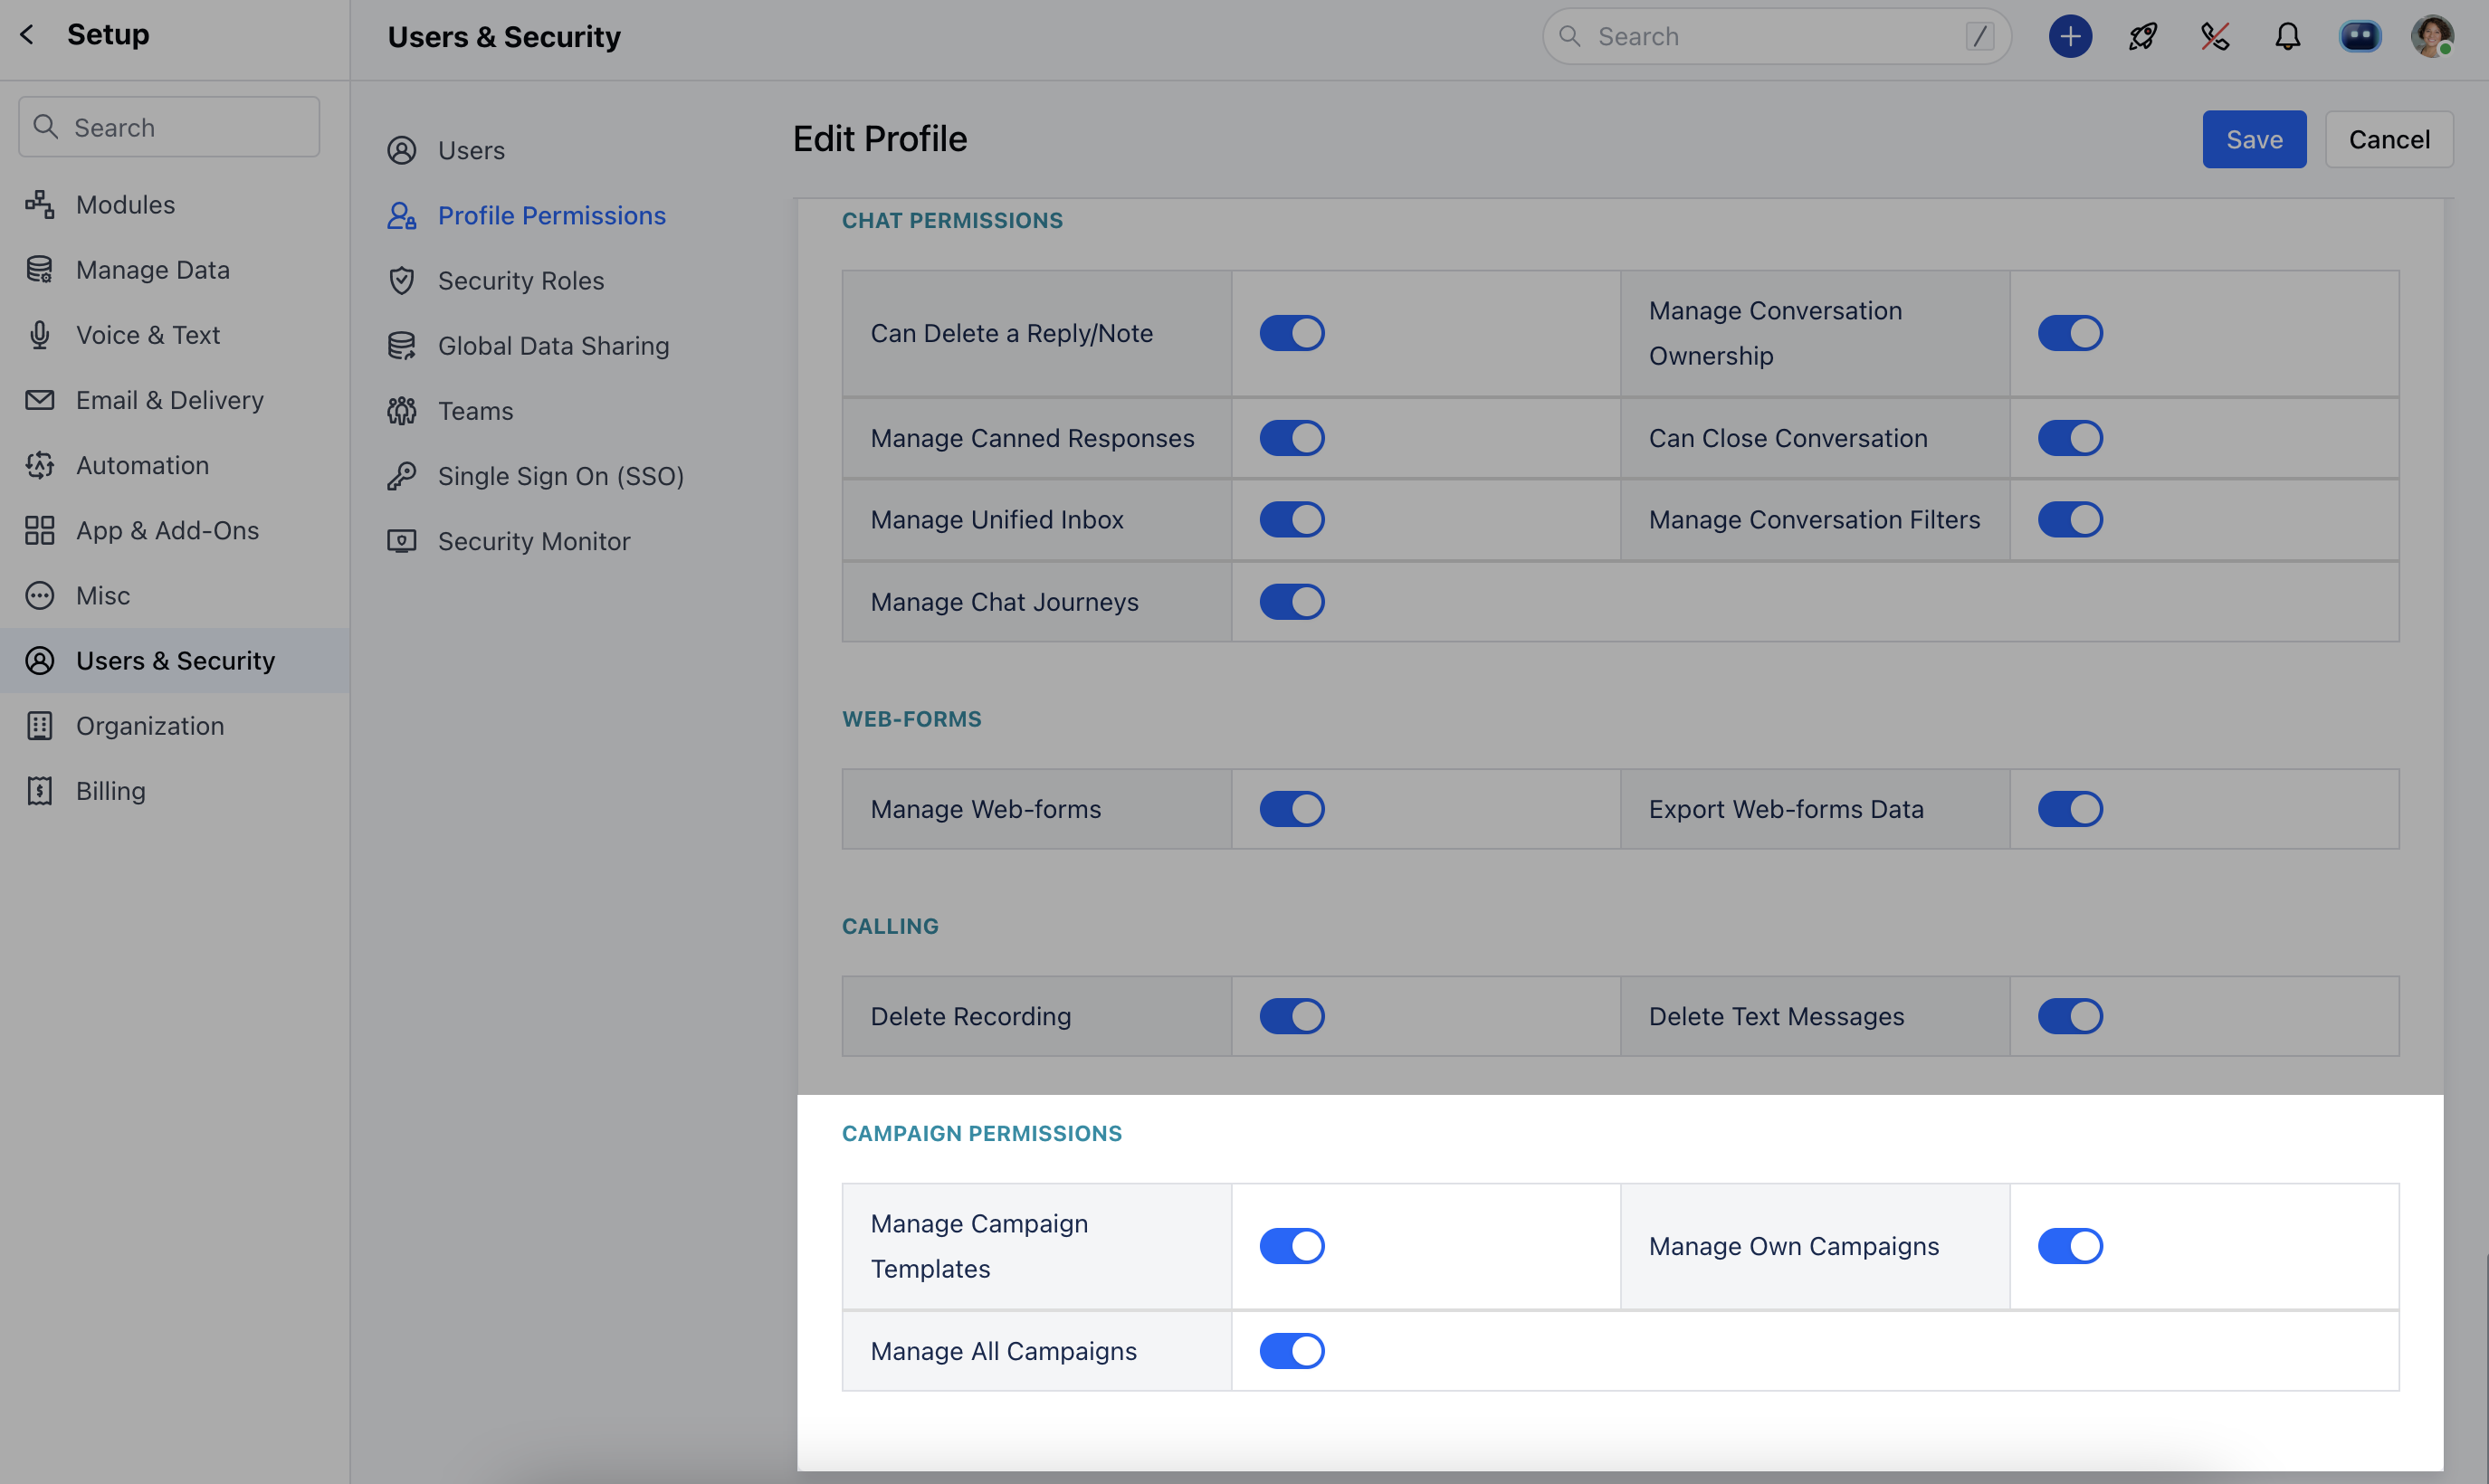 Setup
Users & Security
Search
/
Search
Modules
Manage Data
Voice & Text
Email & Delivery
Automation
App & Add-Ons
Misc
Users & Security
Organization
Billing
Users
Profile Permissions
Security Roles
Global Data Sharing
Teams
Single Sign On (SSO)
Security Monitor
Edit Profile
Save
Cancel
CHAT PERMISSIONS
Can Delete a Reply/Note
Manage Conversation
Ownership
Manage Canned Responses
Can Close Conversation
Manage Unified Inbox
Manage Conversation Filters
Manage Chat Journeys
WEB-FORMS
Manage Web-forms
Export Web-forms Data
CALLING
Delete Recording
Delete Text Messages
CAMPAIGN PERMISSIONS
Manage Campaign
Templates
Manage Own Campaigns
Manage All Campaigns